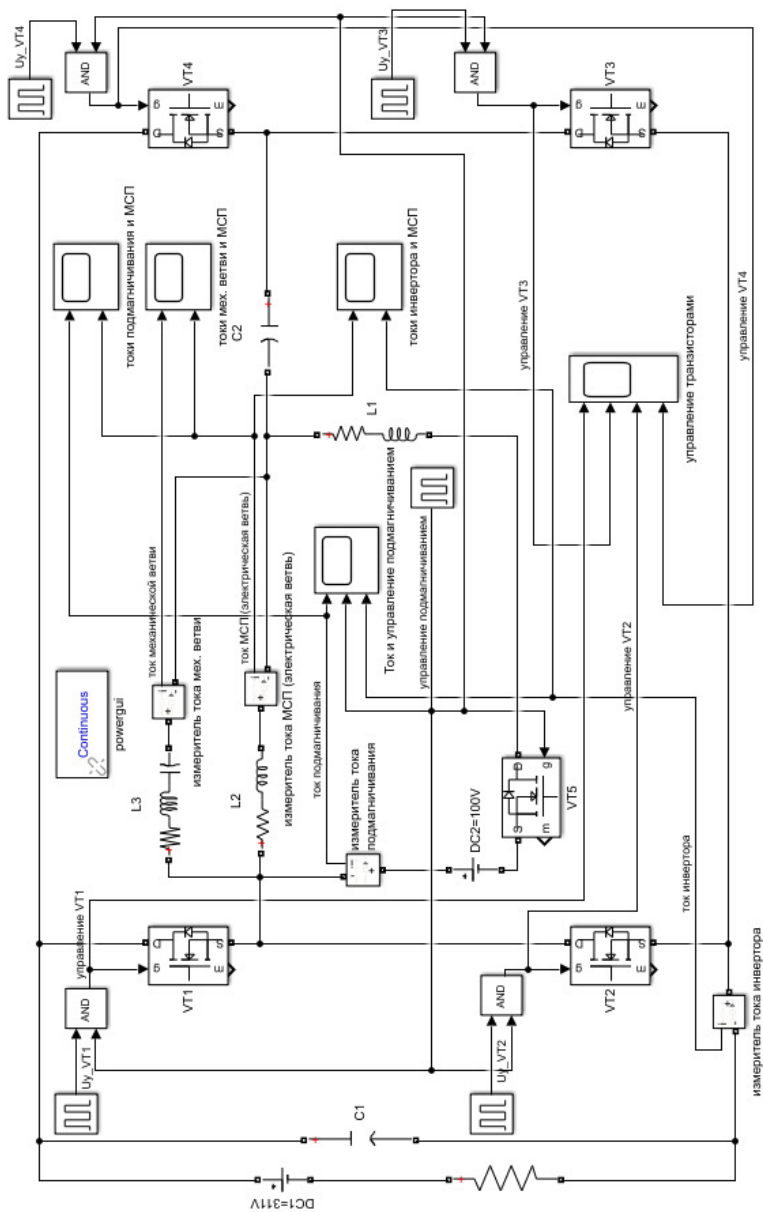 Uy_VT4
AND
g
m
D
S
VT4
Uy_VT3
AND
g
m
D
S
VT3
токи подмагничивания и МСП
токи мех. ветви и МСП
C2
токи инвертора и МСП
управление VT3
управление VT4
управление транзисторами
L1
ток механической ветви
ток МСП (электрическая ветвь)
Ток и управление подмагничиванием
управление подмагничиванием
управление VT2
Continuous
powergui
измеритель тока мех. ветви
измеритель тока МСП (электрическая ветвь)
ток подмагничивания
L3
L2
измеритель тока
подмагничивания
DC2=100V
S
D
g
m
VT5
ток инвертора
управление VT1
AND
g
m
D
S
VT1
Uy_VT1
AND
g
m
D
S
VT2
Uy_VT2
измеритель тока инвертора
C1
DC1=311V